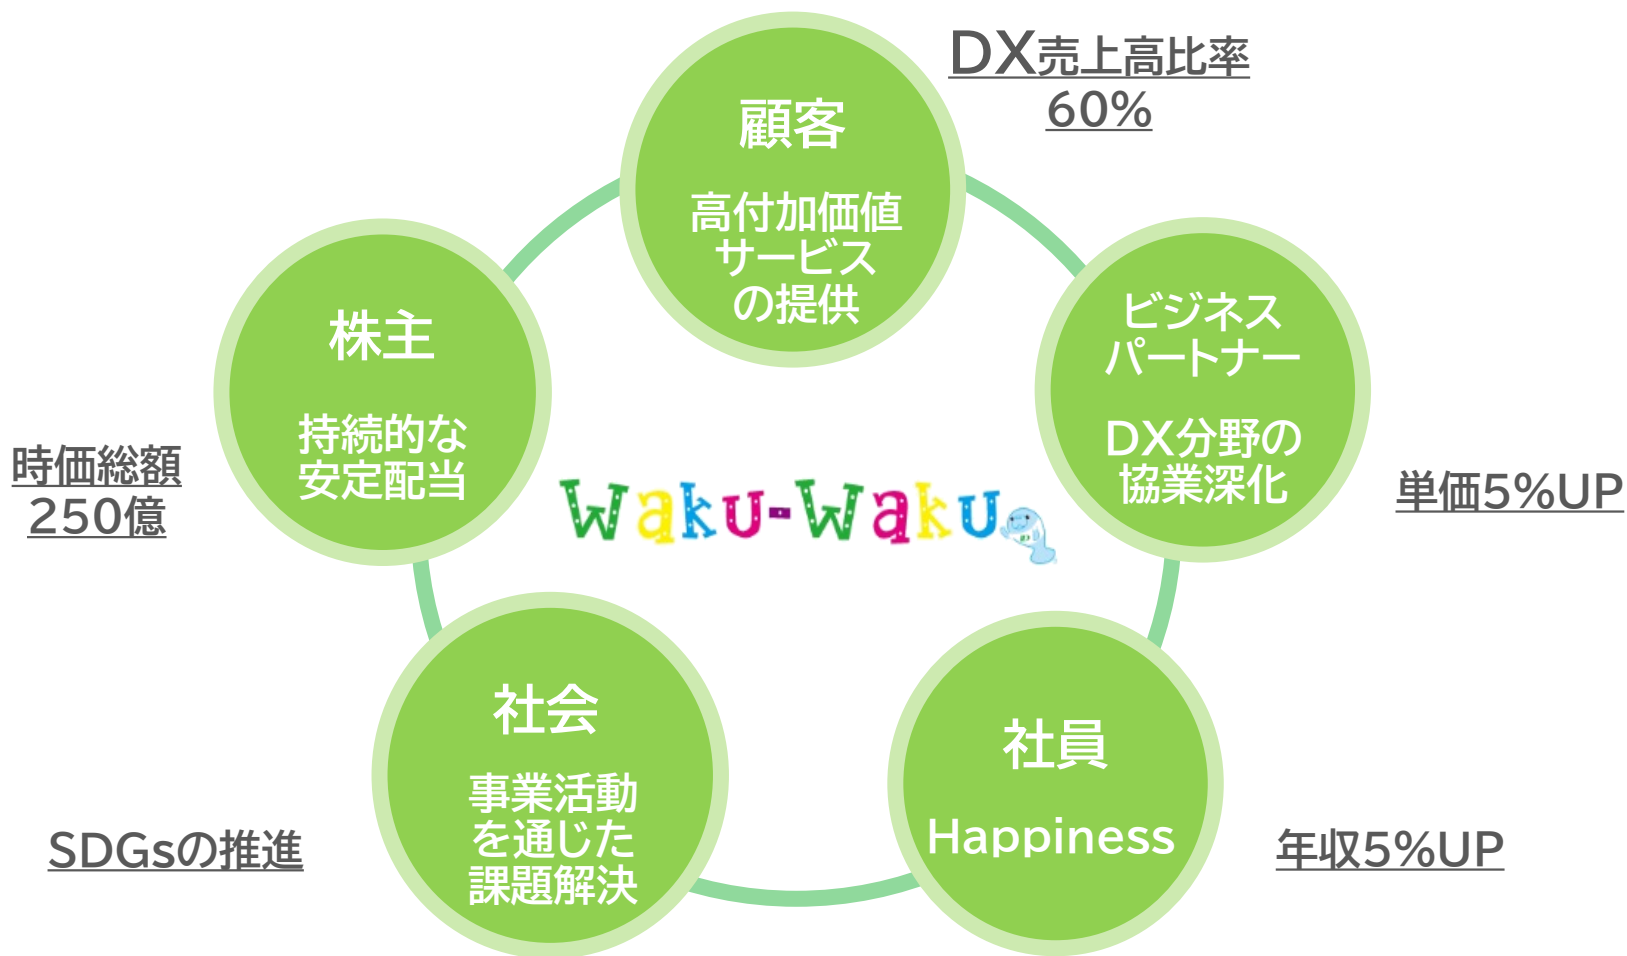 DX売上高比率
60%
顧客
高付加価値
サービス
の提供
ビジネス
パートナー
DX分野の
協業深化
単価5%UP
社員
Happiness
年収5%UP
社会
事業活動
を通じた
課題解決
SDGsの推進
株主
持続的な
安定配当
時価総額
250億
Waku-Waku